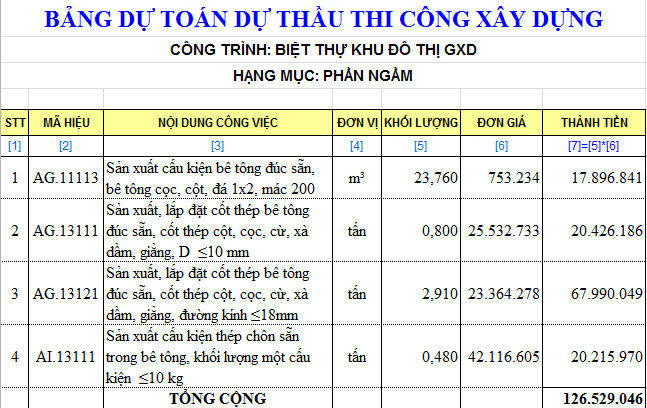 BẢNG DỰ TOÁN DỰ THẦU THI CÔNG XÂY DỰNG
CÔNG TRÌNH: BIỆT THỰ KHU ĐÔ THỊ GXD
HẠNG MỤC: PHẦN NGẦM
STT MÃ HIỆU NỘI DUNG CÔNG VIỆC ĐƠN VỊ KHỐI LƯỢNG ĐƠN GIÁ THÀNH TIỀN
[1] [2] [3] [4] [5] [6] [7]=[5]*[6]
Sản xuất cấu kiện bê tông đúc sẵn,
1 AG.11113 m³ 23,760 753.234 17.896.841
bê tông cọc, cột, đá 1x2, mác 200
Sản xuất, lắp đặt cốt thép bê tông
2 AG.13111 đúc sẵn, cốt thép cột, cọc, cừ, xà tấn 0,800 25.532.733 20.426.186
dầm, giằng, D ≤10 mm
Sản xuất, lắp đặt cốt thép bê tông
3 AG.13121 đúc sẵn, cốt thép cột, cọc, cừ, xà tấn 2,910 23.364.278 67.990.049
dầm, giằng, đường kính ≤18mm
Sản xuất cấu kiện thép chôn sẵn
4 AI.13111 trong bê tông, khối lượng một cấu tấn 0,480 42.116.605 20.215.970
kiện ≤10 kg
TỔNG CỘNG 126.529.046